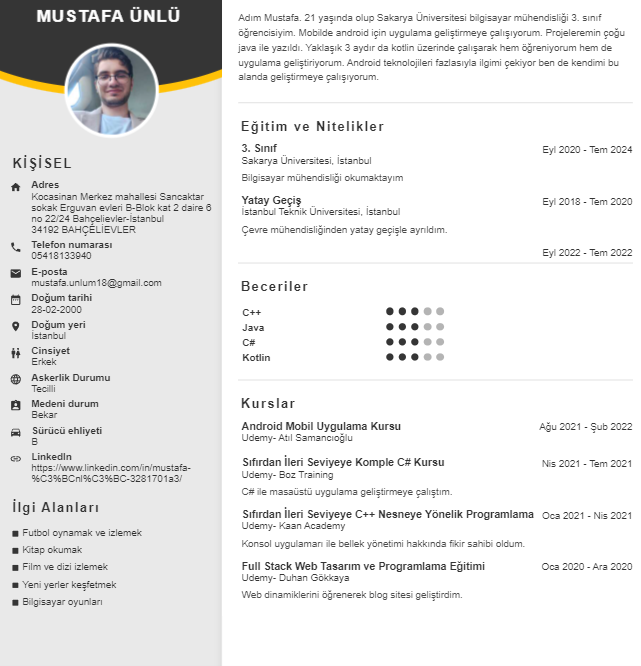 MUSTAFA ÜNLÜ
KİŞİSEL
Adres
Kocasinan Merkez mahallesi Sancaktar
sokak Erguvan evleri B-Blok kat 2 daire 6
no 22/24 Bahçelievler-İstanbul
34192 BAHÇELİEVLER
Telefon numarası
05418133940
E-posta
mustafa.unlum18@gmail.com
Doğum tarihi
28-02-2000
Doğum yeri
İstanbul
Cinsiyet
Erkek
Askerlik Durumu
Tecilli
Medeni durum
Bekar
Sürücü ehliyeti
B
LinkedIn
https://www.linkedin.com/in/mustafa-
%C3%BCnl%C3%BC-3281701a3/
İlgi Alanları
Futbol oynamak ve izlemek
Kitap okumak
Film ve dizi izlemek
Yeni yerler keşfetmek
Bilgisayar oyunları
Adım Mustafa. 21 yaşında olup Sakarya Üniversitesi bilgisayar mühendisliği 3. sınıf
öğrencisiyim. Mobilde android için uygulama geliştirmeye çalışıyorum. Projeleremin çoğu
java ile yazıldı. Yaklaşık 3 aydır da kotlin üzerinde çalışarak hem öğreniyorum hem de
uygulama geliştiriyorum. Android teknolojileri fazlasıyla ilgimi çekiyor ben de kendimi bu
alanda geliştirmeye çalışıyorum.
Eğitim ve Nitelikler
3. Sınıf Eyl 2020 - Tem 2024
Sakarya Üniversitesi, İstanbul
Bilgisayar mühendisliği okumaktayım
Yatay Geçiş Eyl 2018 - Tem 2020
İstanbul Teknik Üniversitesi, İstanbul
Çevre mühendisliğinden yatay geçişle ayrıldım.
Eyl 2022 - Tem 2022
Beceriler
C++
Java
C#
Kotlin
Kurslar
Android Mobil Uygulama Kursu Ağu 2021 - Şub 2022
Udemy- Atıl Samancıoğlu
Sıfırdan İleri Seviyeye Komple C# Kursu Nis 2021 - Tem 2021
Udemy- Boz Training
C# ile masaüstü uygulama geliştirmeye çalıştım.
Sıfırdan İleri Seviyeye C++ Nesneye Yönelik Programlama Oca 2021 - Nis 2021
Udemy- Kaan Academy
Konsol uygulamarı ile bellek yönetimi hakkında fikir sahibi oldum.
Full Stack Web Tasarım ve Programlama Eğitimi Oca 2020 - Ara 2020
Udemy- Duhan Gökkaya
Web dinamiklerini öğrenerek blog sitesi geliştirdim.